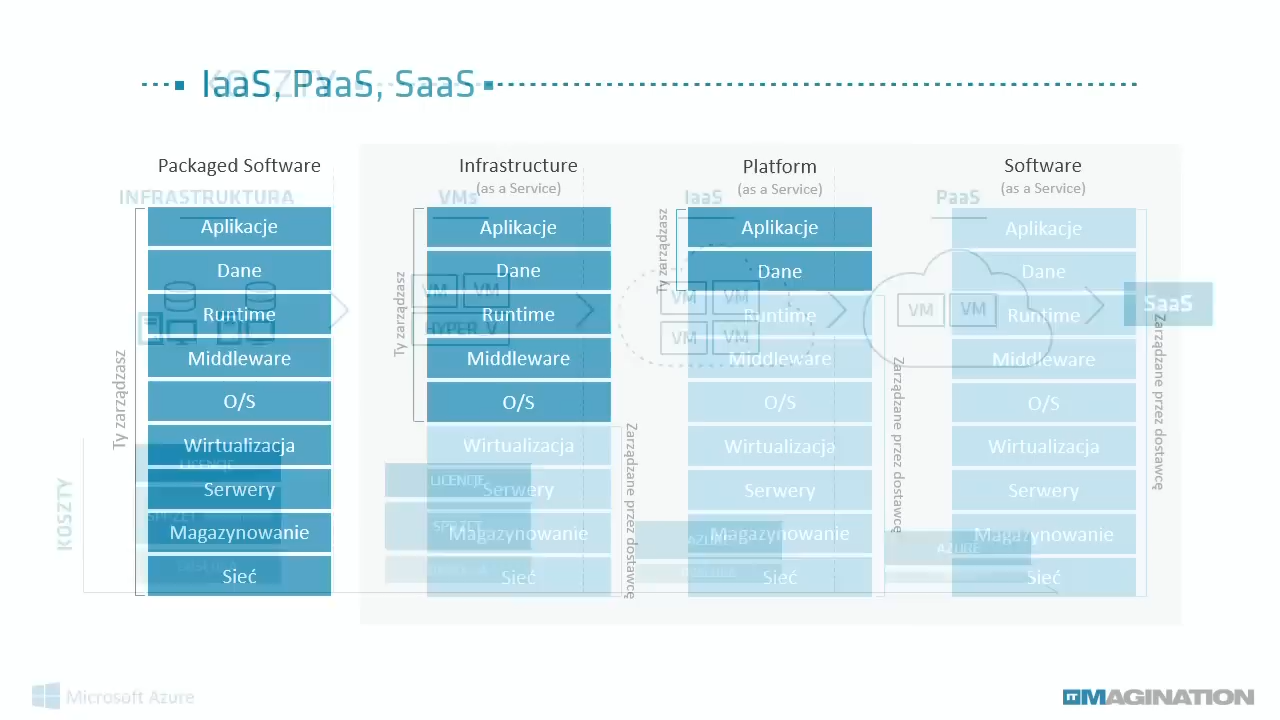 IaaS, PaaS, SaaS
KOSZTY
Packaged Software
Infrastructure
(as a Service)
Platform
(as a Service)
Software
(as a Service)
INFRASTRUKTURA
VMs
IaaS
PaaS
SaaS
Ty zarządzasz
Aplikacje
Dane
Runtime
Middleware
O/S
Wirtualizacja
Serwery
Magazynowanie
Sieć
Ty zarządzasz
Aplikacje
Dane
Runtime
Middleware
O/S
Wirtualizacja
Serwery
Magazynowanie
Sieć
Zarządzane przez dostawcę
Ty zarządzasz
Aplikacje
Dane
Runtime
Middleware
O/S
Wirtualizacja
Serwery
Magazynowanie
Sieć
Zarządzane przez dostawcę
Aplikacje
Dane
Runtime
Middleware
O/S
Wirtualizacja
Serwery
Magazynowanie
Sieć
Zarządzane przez dostawcę
VM VM
HYPER V
VM VM
VM VM
VM VM
KOSZTY
LICENCJE
SPRZĘT
LICENCJE
SPRZĘT
AZURE
AZURE
Microsoft Azure
ITMAGINATION